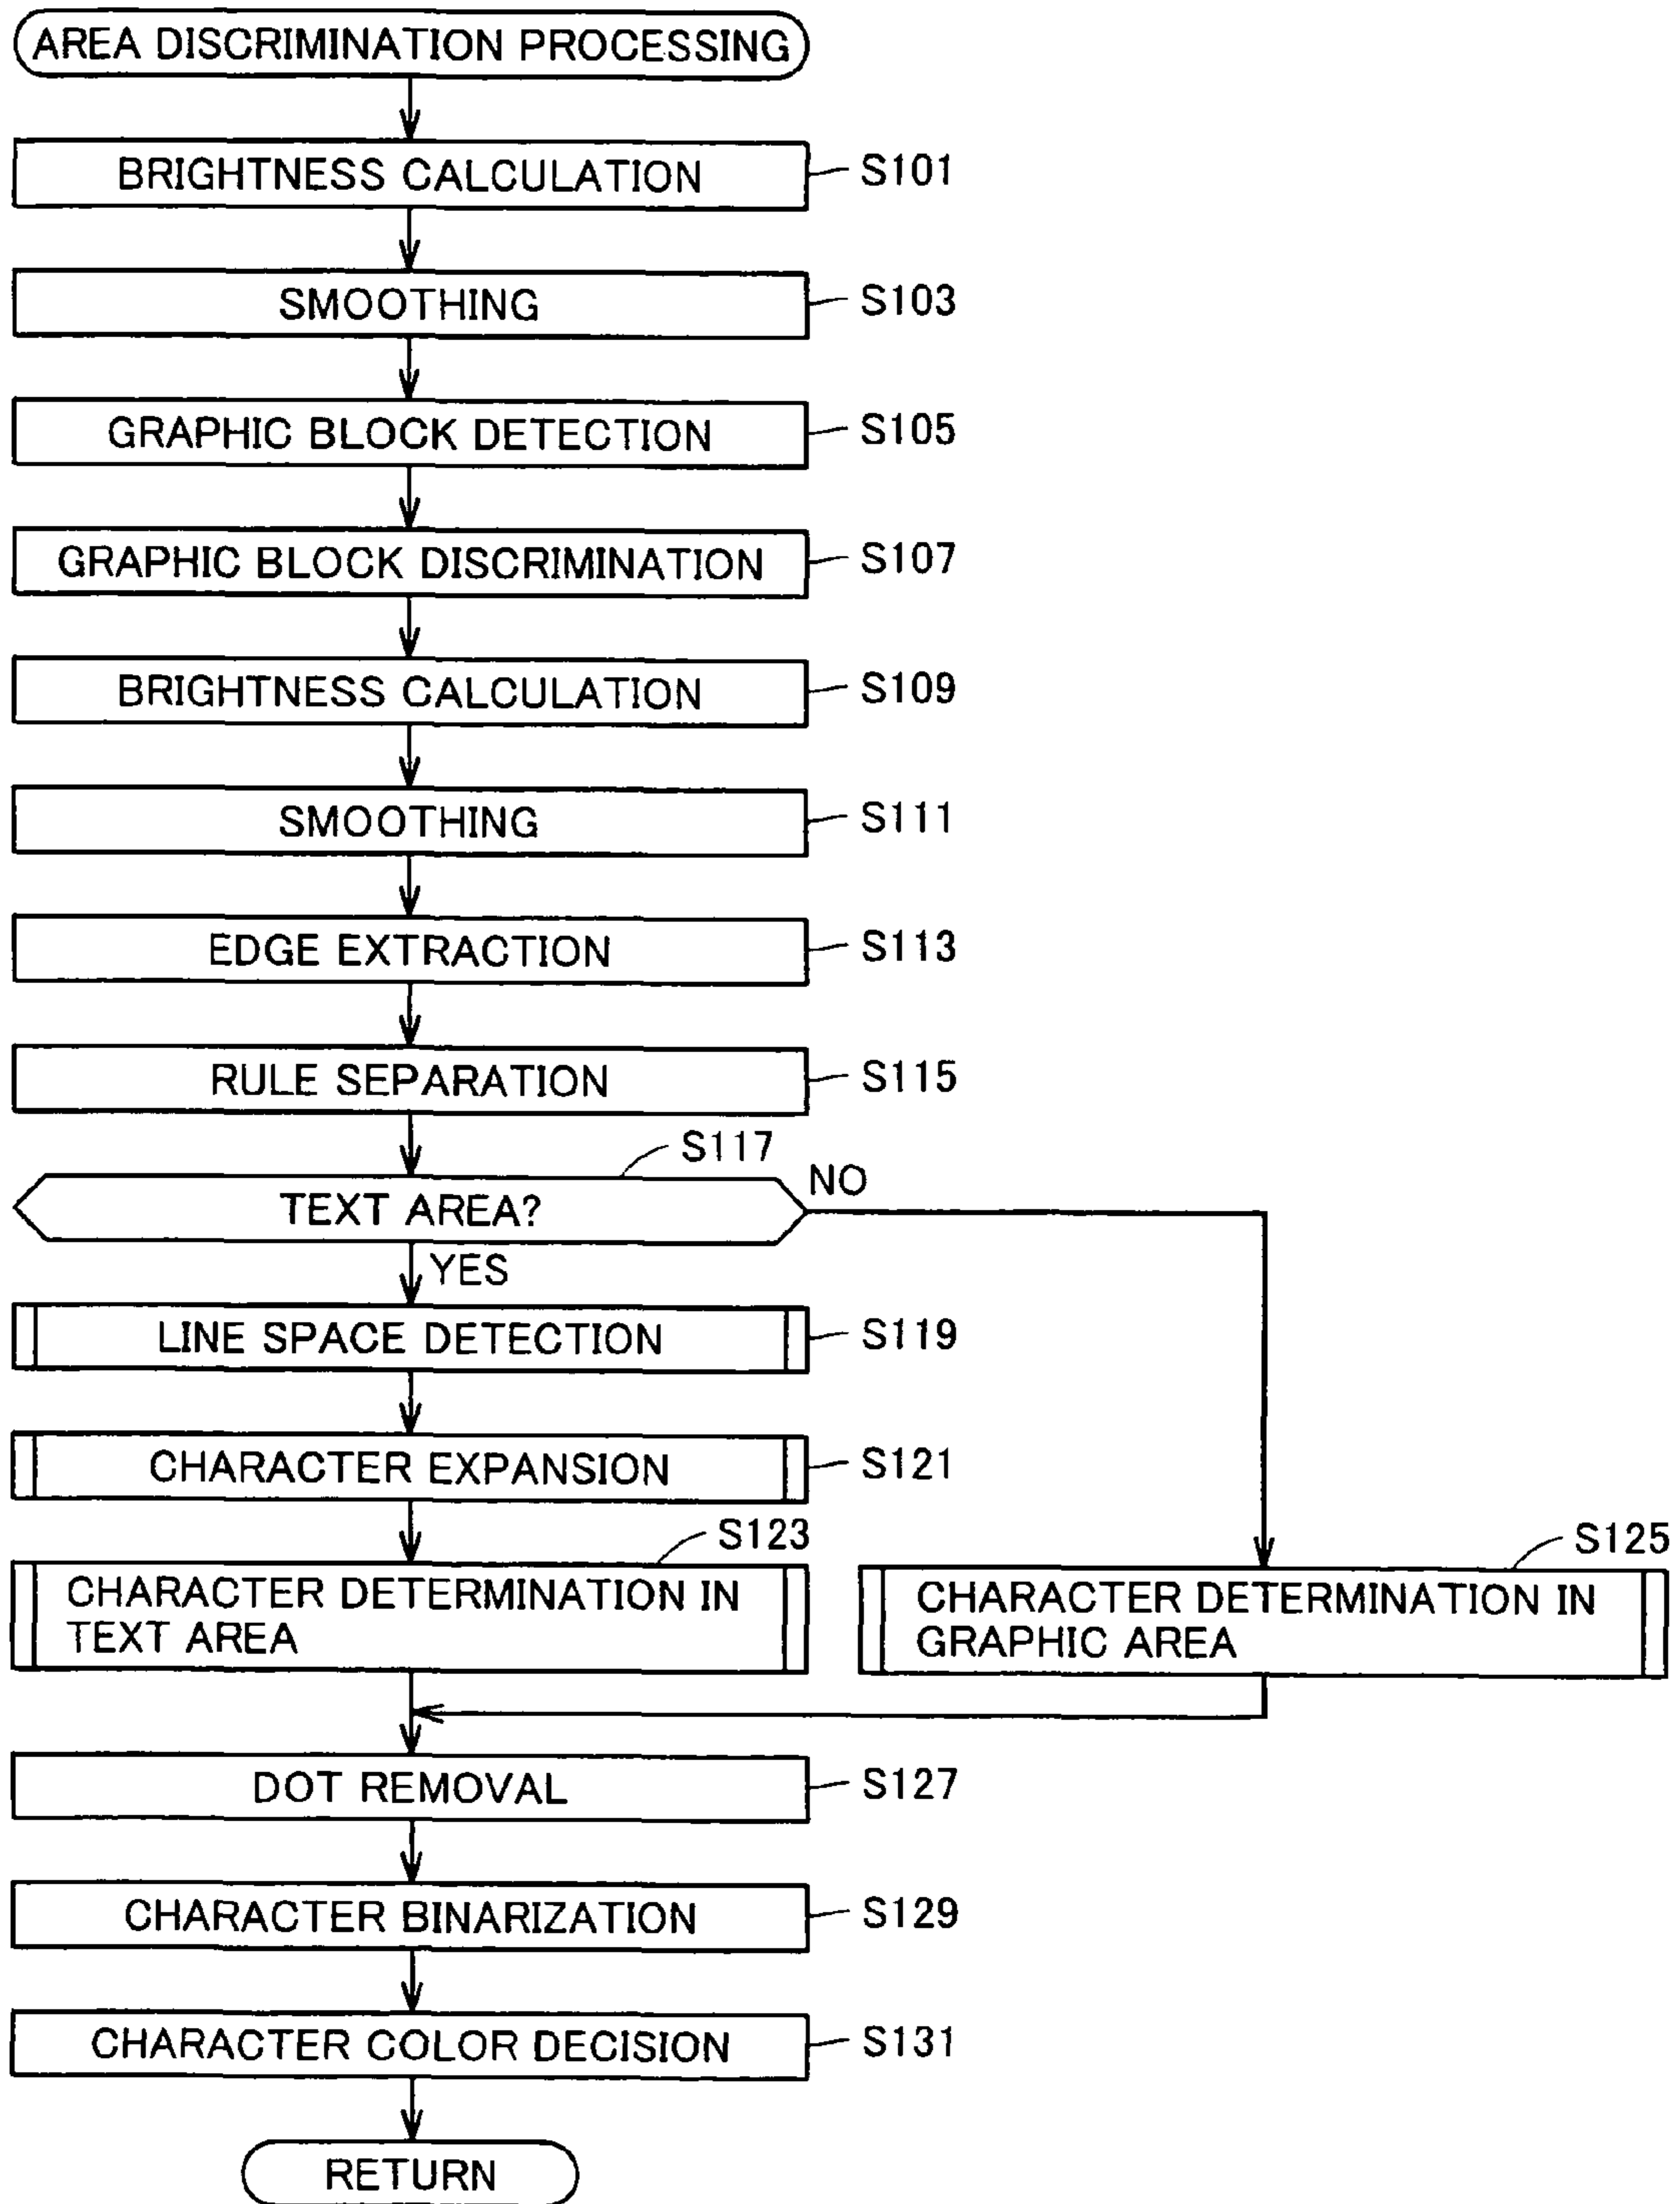 AREA DISCRIMINATION PROCESSING
BRIGHTNESS CALCULATION S101
SMOOTHING S103
GRAPHIC BLOCK DETECTION S105
GRAPHIC BLOCK DISCRIMINATION S107
BRIGHTNESS CALCULATION S109
SMOOTHING S111
EDGE EXTRACTION S113
RULE SEPARATION S115
S117
TEXT AREA? NO
YES
LINE SPACE DETECTION S119
CHARACTER EXPANSION S121
S123
CHARACTER DETERMINATION IN
TEXT AREA
S125
CHARACTER DETERMINATION IN
GRAPHIC AREA
DOT REMOVAL S127
CHARACTER BINARIZATION S129
CHARACTER COLOR DECISION S131
RETURN